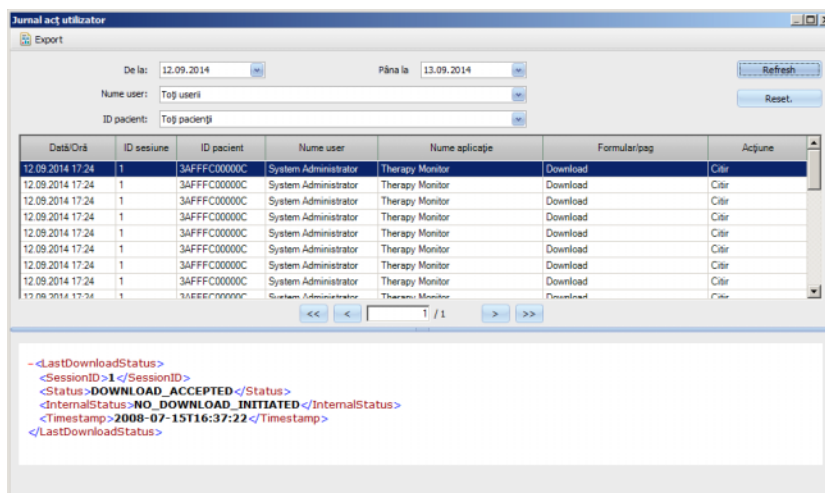 Jurnal acţ utilizator
Export
De la: 12.09.2014 Pâna la 13.09.2014 Refresh
Nume user: Toţi userii Reset.
ID pacient: Toţi pacienţii
Dată/Oră ID sesiune ID pacient Nume user Nume aplicaţie Formular/pag Acţiune
12.09.2014 17:24 1 3AFFFC00000C System Administrator Therapy Monitor Download Citir
12.09.2014 17:24 1 3AFFFC00000C System Administrator Therapy Monitor Download Citir
12.09.2014 17:24 1 3AFFFC00000C System Administrator Therapy Monitor Download Citir
12.09.2014 17:24 1 3AFFFC00000C System Administrator Therapy Monitor Download Citir
12.09.2014 17:24 1 3AFFFC00000C System Administrator Therapy Monitor Download Citir
12.09.2014 17:24 1 3AFFFC00000C System Administrator Therapy Monitor Download Citir
12.09.2014 17:24 1 3AFFFC00000C System Administrator Therapy Monitor Download Citir
12.09.2014 17:24 1 3AFFFC00000C System Administrator Therapy Monitor Download Citir
<< < 1 / 1 > >>
-<LastDownloadStatus>
<SessionID>1</SessionID>
<Status>DOWNLOAD_ACCEPTED</Status>
<InternalStatus>NO_DOWNLOAD_INITIATED</InternalStatus>
<Timestamp>2008-07-15T16:37:22</Timestamp>
</LastDownloadStatus>